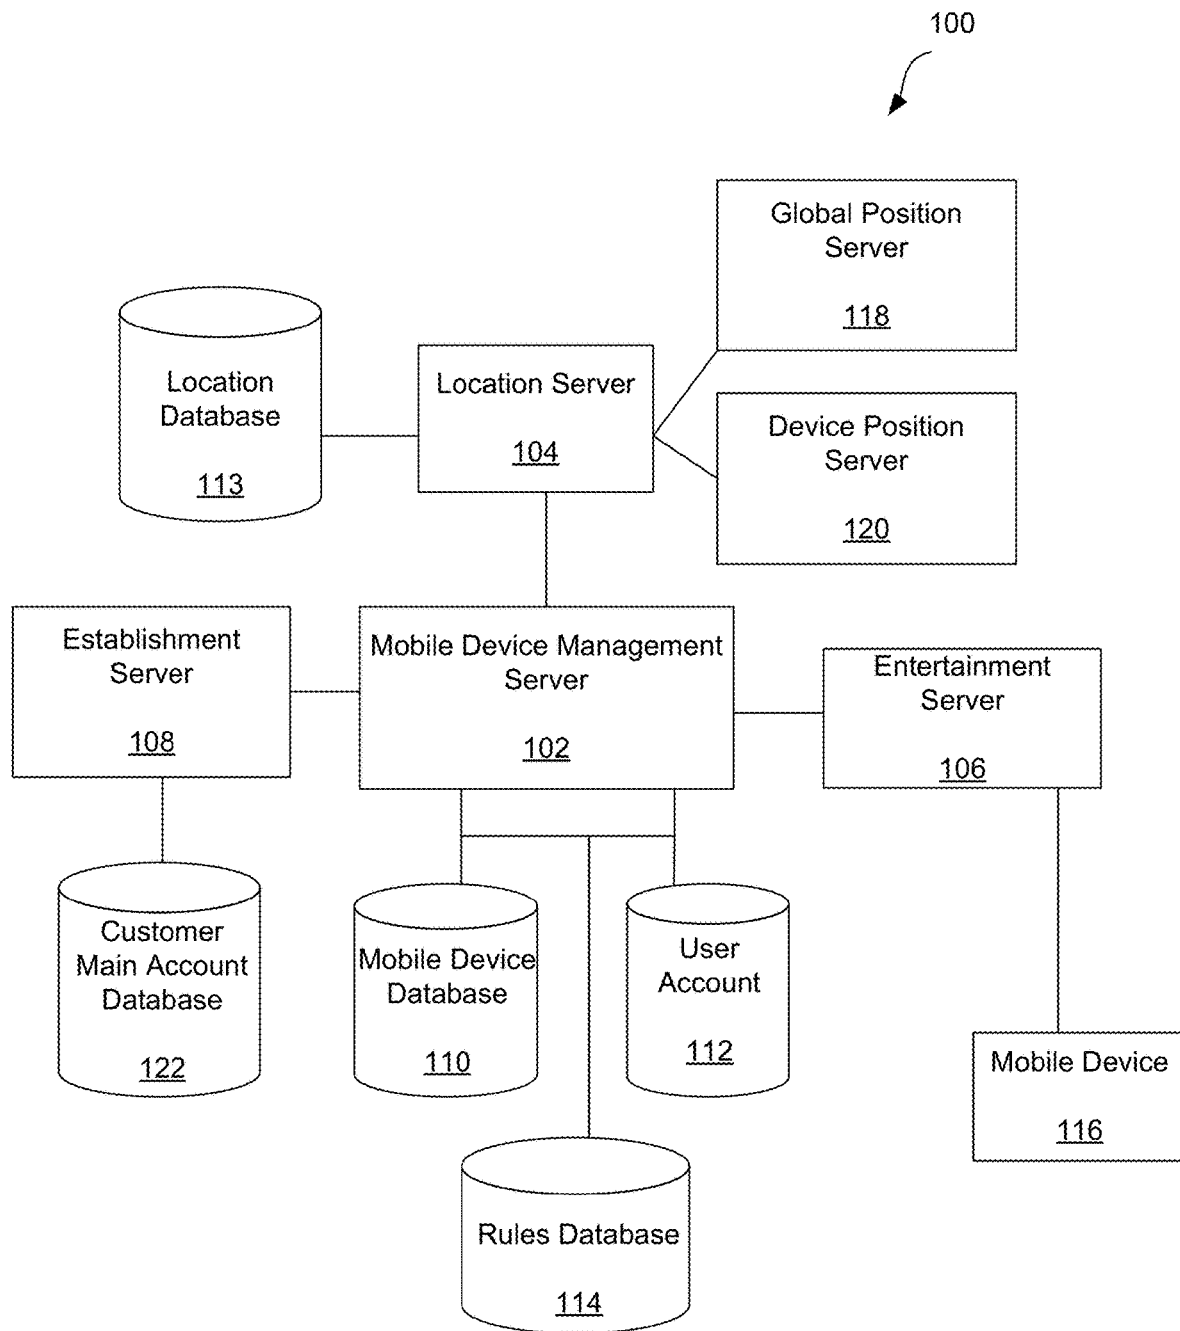 100
Global Position
Server
118
Location
Database
113
Location Server
104
Device Position
Server
120
Establishment
Server
108
Mobile Device Management
Server
102
Entertainment
Server
106
Customer
Main Account
Database
122
Mobile Device
Database
110
User
Account
112
Mobile Device
116
Rules Database
114